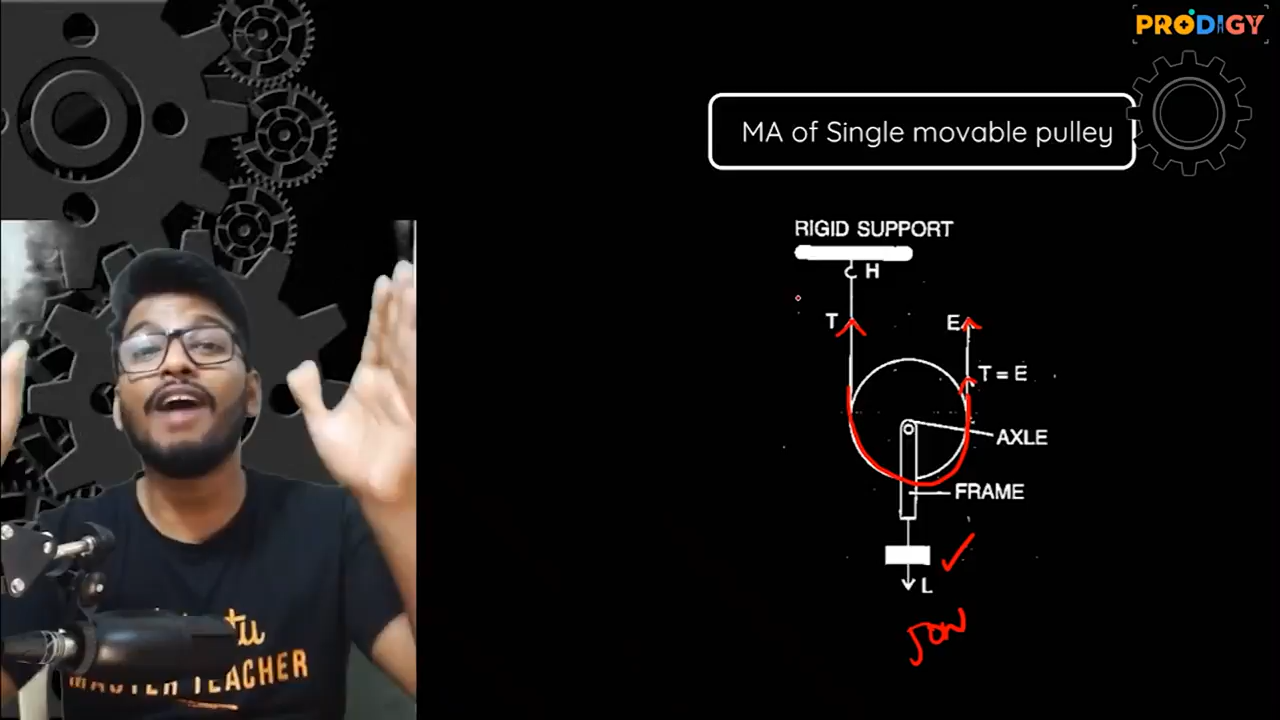 PRODIGY
MA of Single movable pulley
RIGID SUPPORT
H
T
E
T = E
AXLE
FRAME
L
50N
MASTER TEACHER